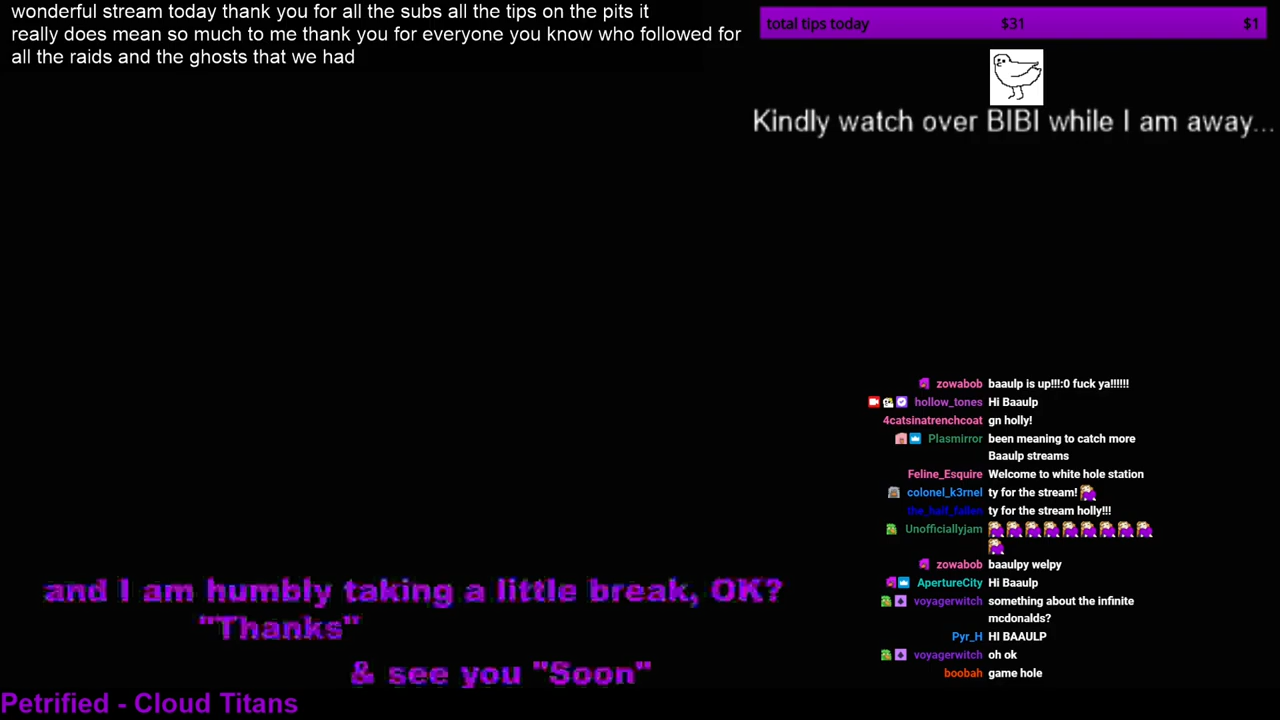 wonderful stream today thank you for all the subs all the tips on the pits it
really does mean so much to me thank you for everyone you know who followed for
all the raids and the ghosts that we had
total tips today $31 $1
Kindly watch over BIBI while I am away...
zowabob baaulp is up!!!:0 fuck ya!!!!!!
hollow_tones Hi Baaulp
4catsinatrenchcoat gn holly!
Plasmirror been meaning to catch more
Baaulp streams
Feline_Esquire Welcome to white hole station
colonel_k3rnel ty for the stream!
the_half_fallen ty for the stream holly!!!
Unofficiallyjam
zowabob baaulpy welpy
ApertureCity Hi Baaulp
voyagerwitch something about the infinite
mcdonalds?
Pyr_H HI BAAULP
voyagerwitch oh ok
boobah game hole
and I am humbly taking a little break, OK?
"Thanks"
& see you "Soon"
Petrified - Cloud Titans